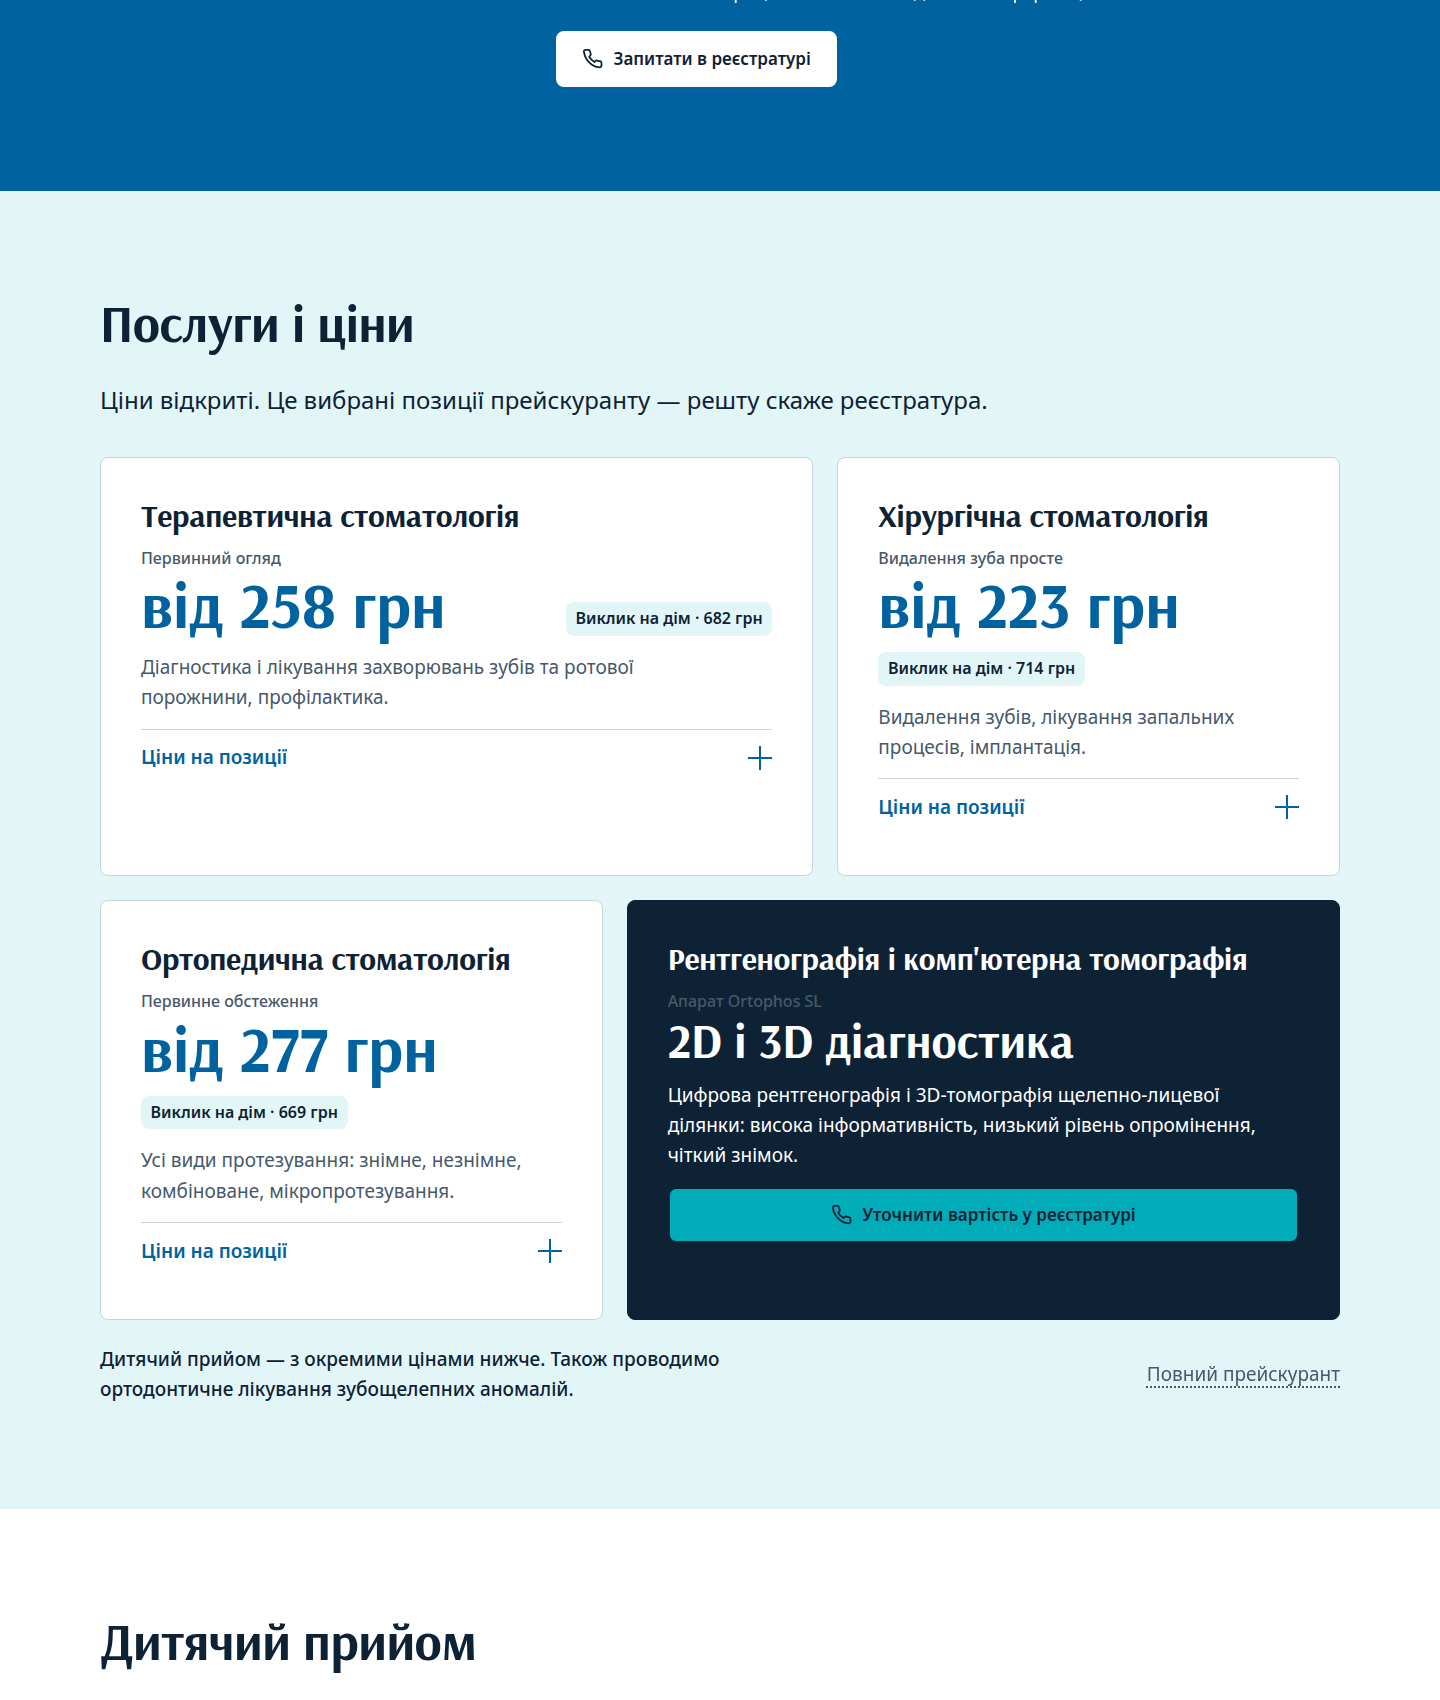 Запитати в реєстратурі
Послуги і ціни
Ціни відкриті. Це вибрані позиції прейскуранту — решту скаже реєстратура.
Терапевтична стоматологія
Первинний огляд
від 258 грн
Виклик на дім · 682 грн
Діагностика і лікування захворювань зубів та ротової
порожнини, профілактика.
Ціни на позиції
Хірургічна стоматологія
Видалення зуба просте
від 223 грн
Виклик на дім · 714 грн
Видалення зубів, лікування запальних
процесів, імплантація.
Ціни на позиції
Ортопедична стоматологія
Первинне обстеження
від 277 грн
Виклик на дім · 669 грн
Усі види протезування: знімне, незнімне,
комбіноване, мікропротезування.
Ціни на позиції
Рентгенографія і комп'ютерна томографія
Апарат Ortophos SL
2D і 3D діагностика
Цифрова рентгенографія і 3D-томографія щелепно-лицевої
ділянки: висока інформативність, низький рівень опромінення,
чіткий знімок.
Уточнити вартість у реєстратурі
Дитячий прийом — з окремими цінами нижче. Також проводимо
ортодонтичне лікування зубощелепних аномалій.
Повний прейскурант
Дитячий прийом